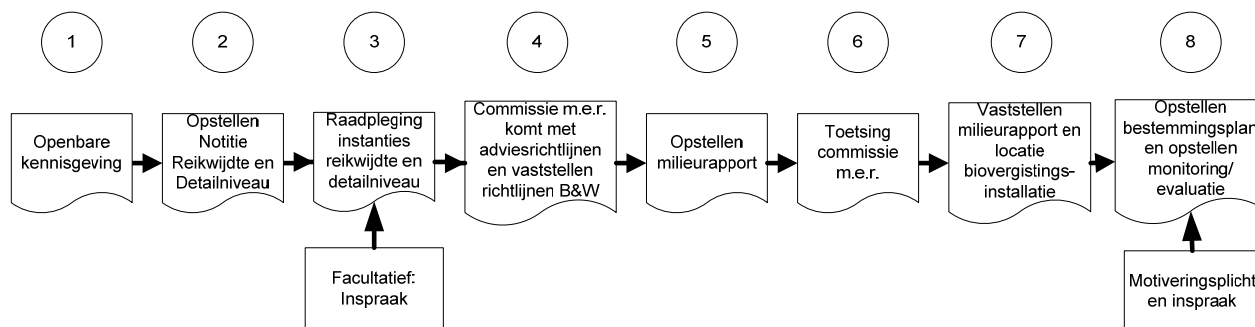 1
2
3
4
5
6
7
8
Openbare
kennisgeving
Opstellen
Notitie
Reikwijdte en
Detailniveau
Raadpleging
instanties
reikwijdte en
detailniveau
Commissie m.e.r.
komt met
adviesrichtlijnen
en vaststellen
richtlijnen B&W
Opstellen
milieurapport
Toetsing
commissie
m.e.r.
Vaststellen
milieurapport en
locatie
biovergistings-
installatie
Opstellen
bestemmingsplan
en opstellen
monitoring/
evaluatie
Facultatief:
Inspraak
Motiveringsplicht
en inspraak